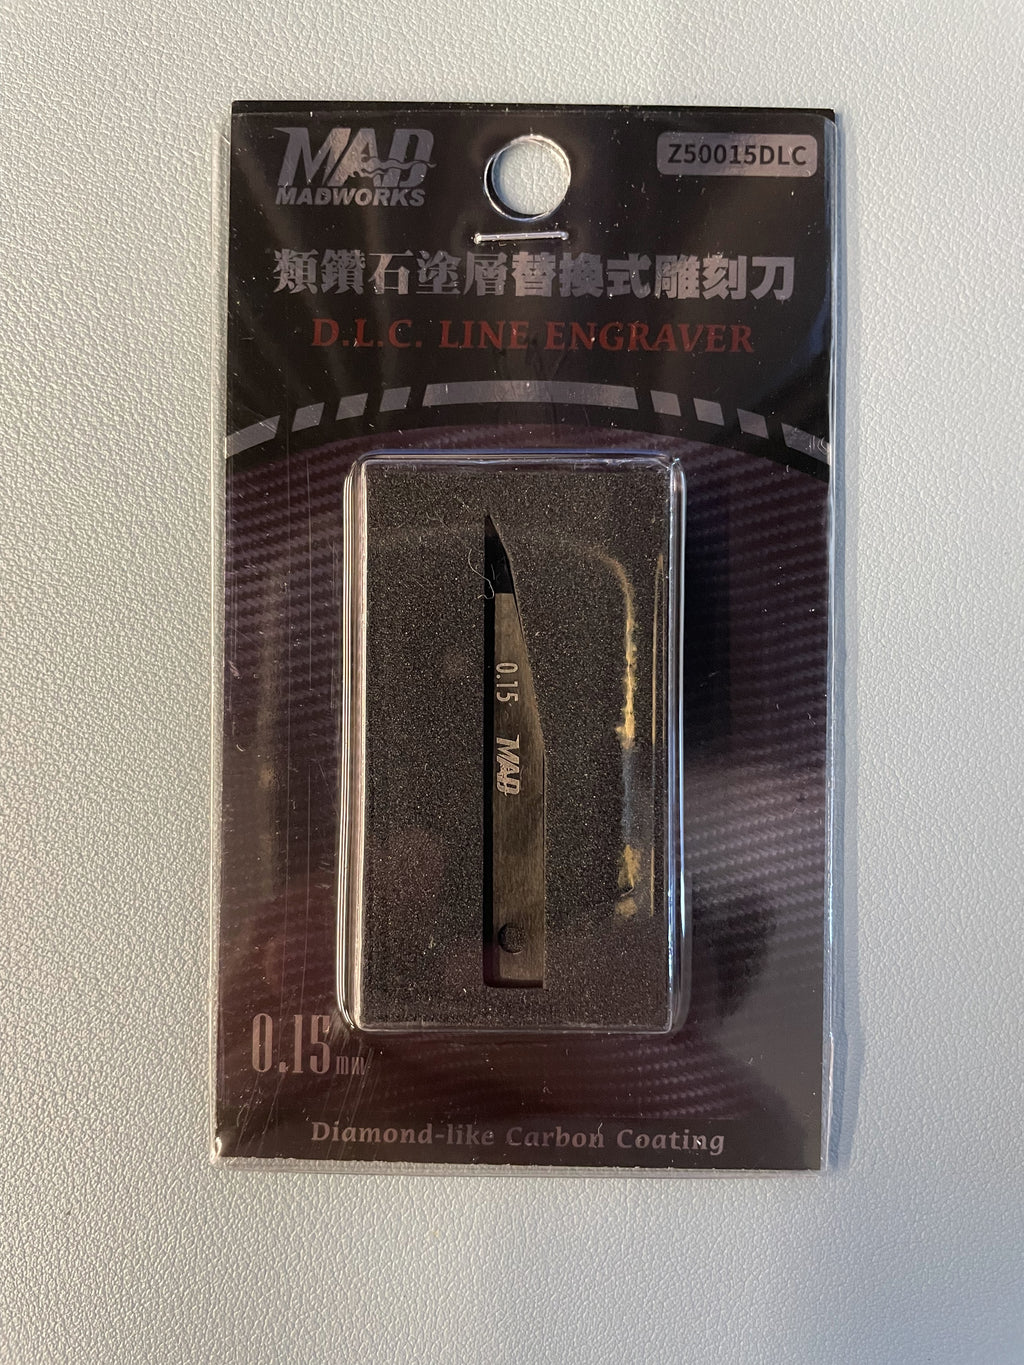 MAD
MADWORKS
Z50015DLC
類鑽石塗層替換式雕刻刀
D.L.C. LINE ENGRAVER
0.15 MAD
0.15mm
Diamond-like Carbon Coating